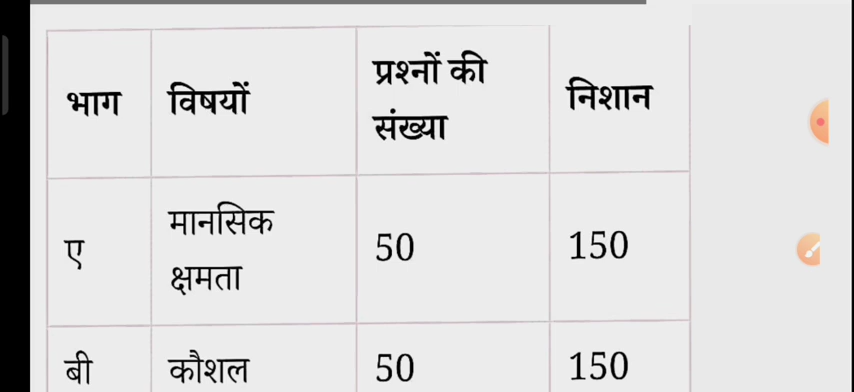 भाग विषयों प्रश्नों की संख्या निशान
ए मानसिक क्षमता 50 150
बी कौशल 50 150